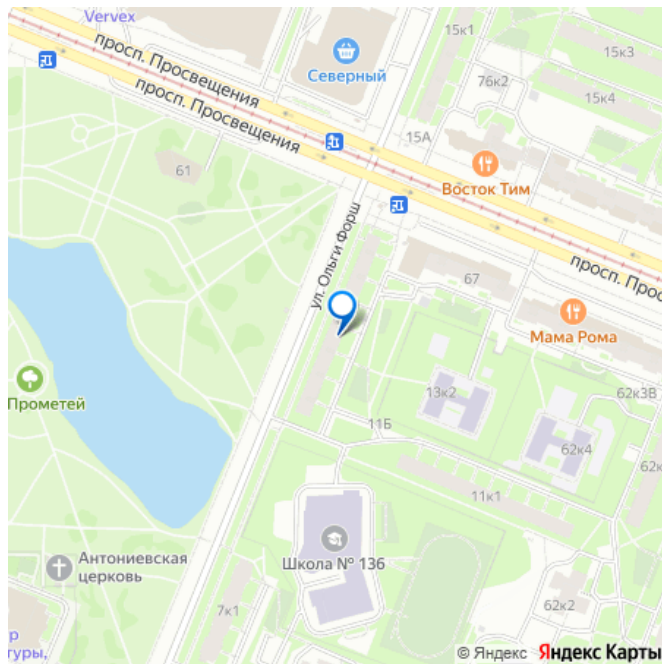 Vervex
просп. Просвещения
просп. Просвещения
Северный
15к1
15к3
76к2
15к4
15А
Восток Тим
61
ул. Ольги Форш
67
просп. Прос
Мама Рома
Прометей
13к2
62к3В
11Б
62к4
62к
11к1
Школа № 136
Антониевская
церковь
7к1
62к2
р
гуры,
© Яндекс Яндекс Карты